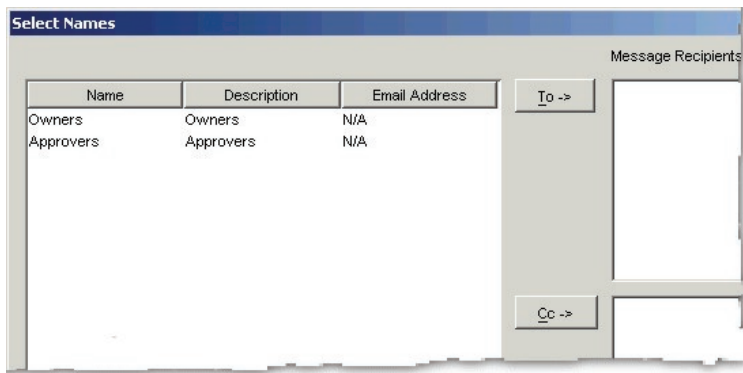 Select Names
Message Recipients
Name Description Email Address
To ->
Owners Owners N/A
Approvers Approvers N/A
Cc ->